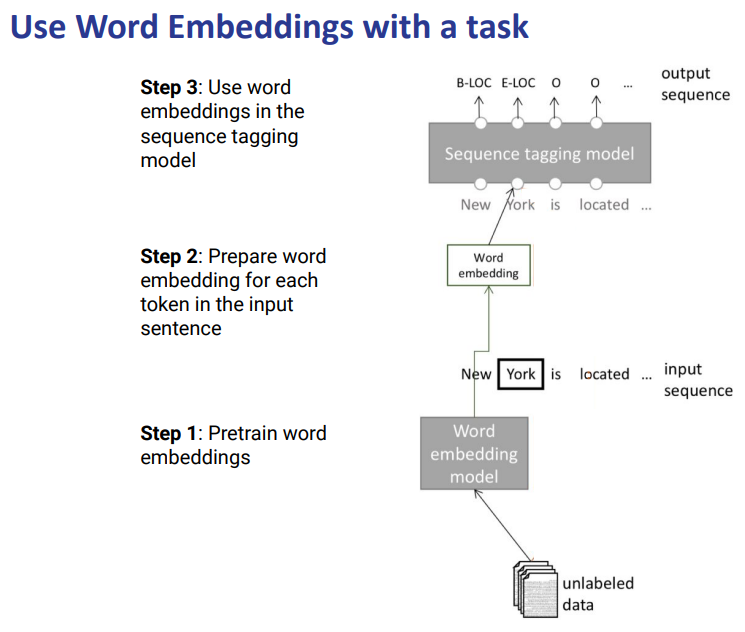 Use Word Embeddings with a task
Step 3: Use word
embeddings in the
sequence tagging
model
B-LOC E-LOC O O ...
output
sequence
Sequence tagging model
New York is located ...
Step 2: Prepare word
embedding for each
token in the input
sentence
Word
embedding
New York is located ...
input
sequence
Step 1: Pretrain word
embeddings
Word
embedding
model
unlabeled
data